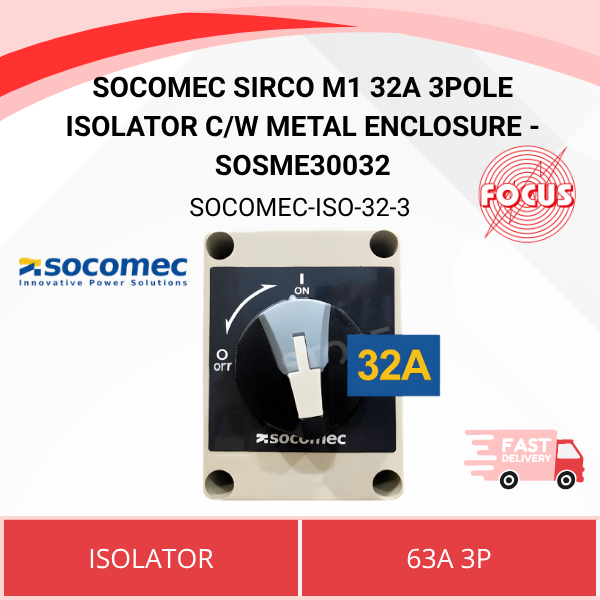 SOCOMEC SIRCO M1 32A 3POLE
ISOLATOR C/W METAL ENCLOSURE -
SOSME30032
SOCOMEC-ISO-32-3
FOCUS
socomec
Innovative Power Solutions
I
ON
O
OFF
32A
socomec
FAST
DELIVERY
ISOLATOR
63A 3P